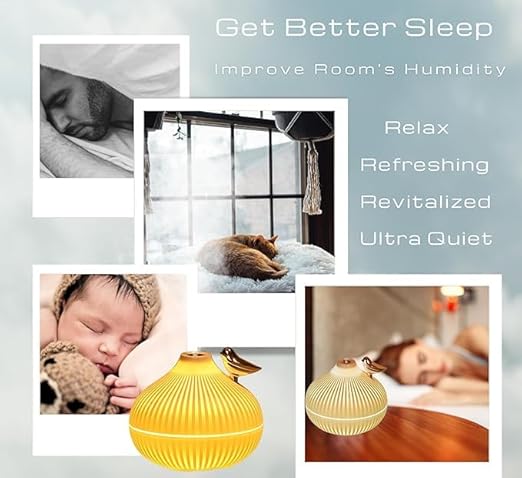 Get Better Sleep
Improve Room's Humidity
Relax
Refreshing
Revitalized
Ultra Quiet